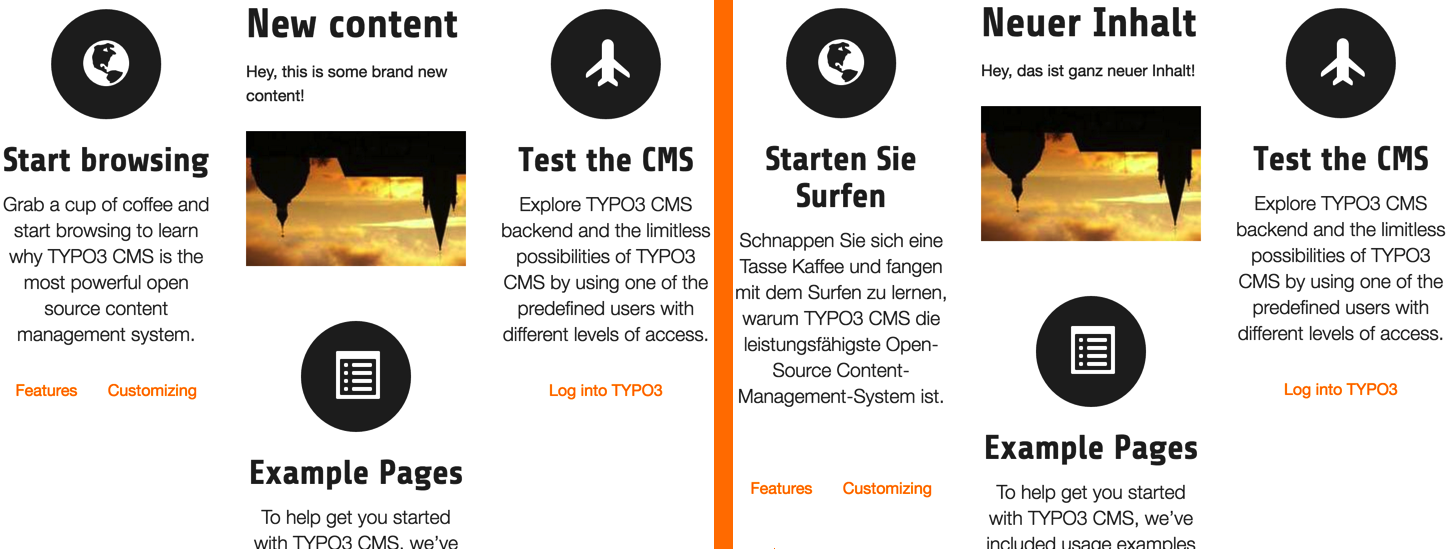 Start browsing
Grab a cup of coffee and
start browsing to learn
why TYPO3 CMS is the
most powerful open
source content
management system.
Features Customizing
New content
Hey, this is some brand new
content!
Example Pages
To help get you started
with TYPO3 CMS, we've
Test the CMS
Explore TYPO3 CMS
backend and the limitless
possibilities of TYPO3
CMS by using one of the
predefined users with
different levels of access.
Log into TYPO3
Starten Sie
Surfen
Schnappen Sie sich eine
Tasse Kaffee und fangen
mit dem Surfen zu lernen,
warum TYPO3 CMS die
leistungsfähigste Open-
Source Content-
Management-System ist.
Features Customizing
Neuer Inhalt
Hey, das ist ganz neuer Inhalt!
Example Pages
To help get you started
with TYPO3 CMS, we've
included usage examples
Test the CMS
Explore TYPO3 CMS
backend and the limitless
possibilities of TYPO3
CMS by using one of the
predefined users with
different levels of access.
Log into TYPO3